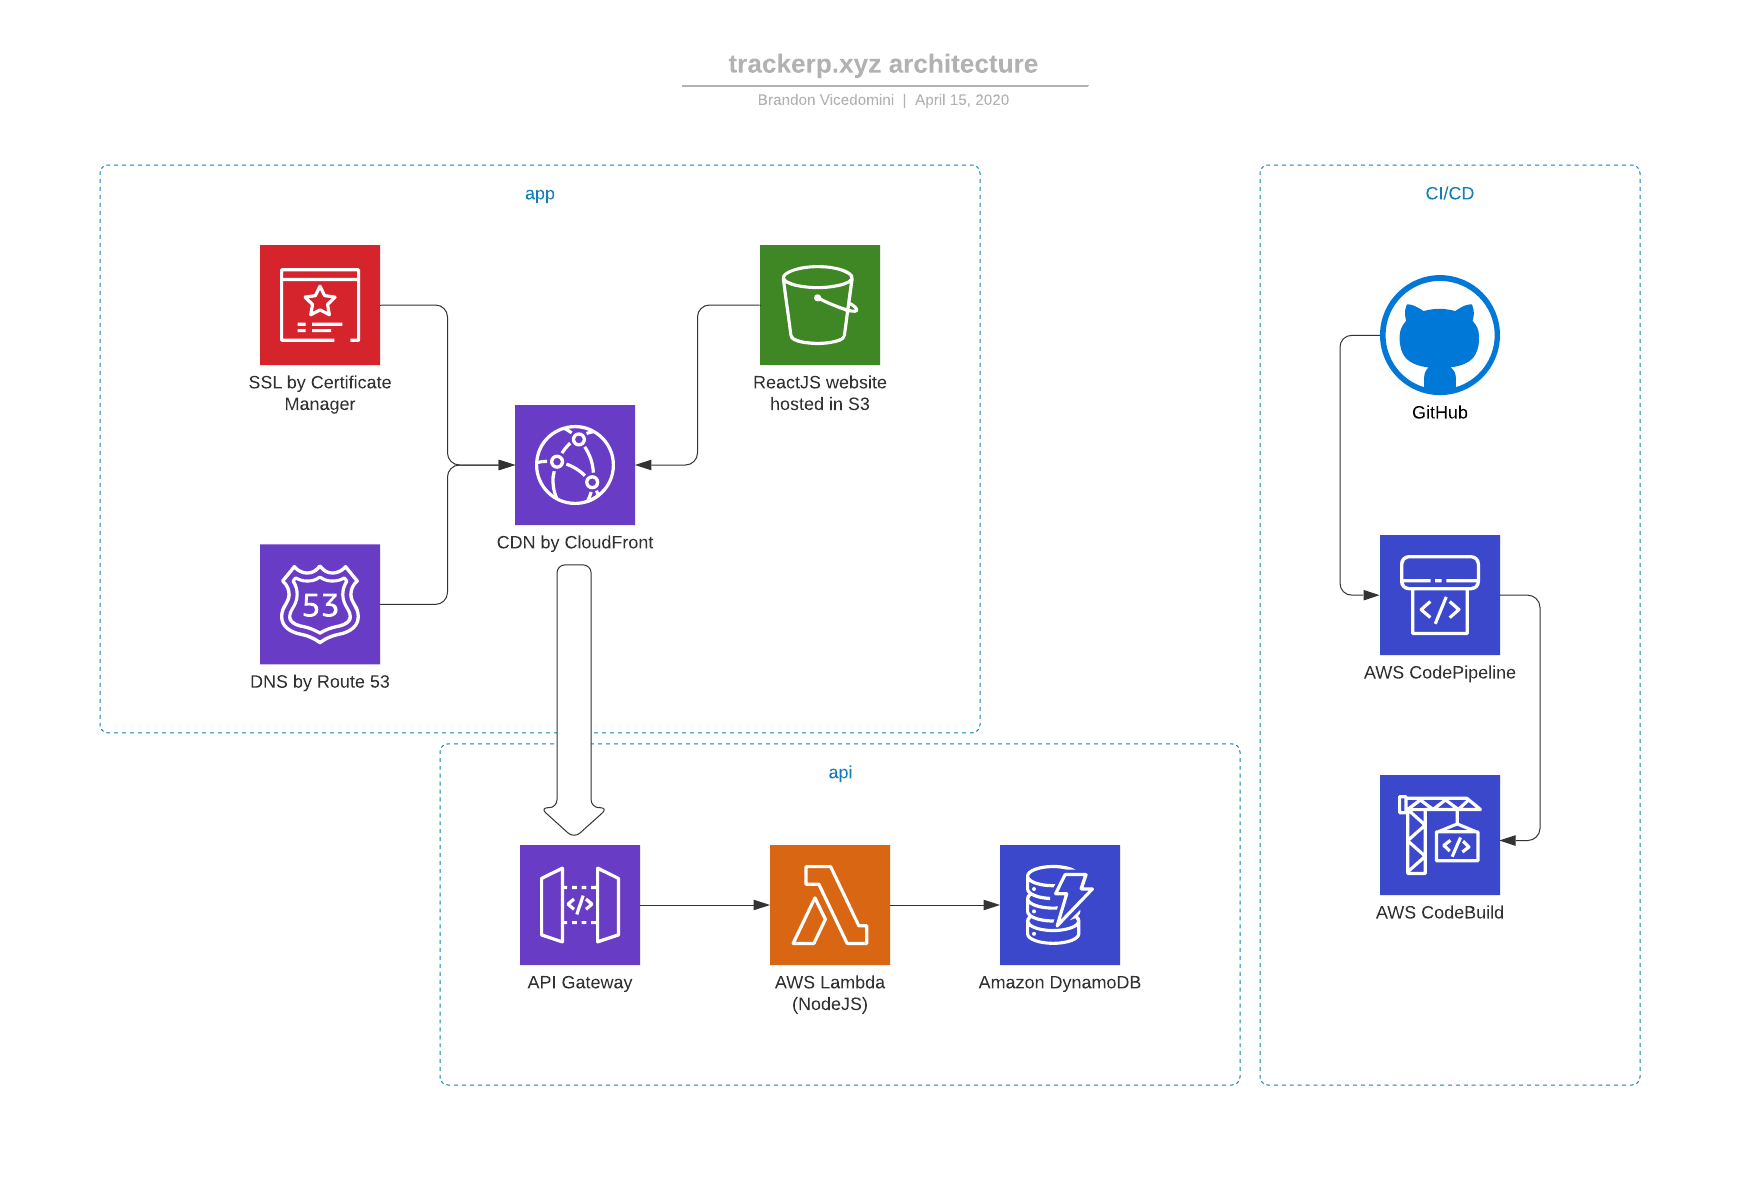 trackerp.xyz architecture
Brandon Vicedomini | April 15, 2020
app
SSL by Certificate
Manager
ReactJS website
hosted in S3
CDN by CloudFront
53
DNS by Route 53
api
</>
API Gateway
AWS Lambda
(NodeJS)
Amazon DynamoDB
CI/CD
GitHub
</>
AWS CodePipeline
</>
AWS CodeBuild